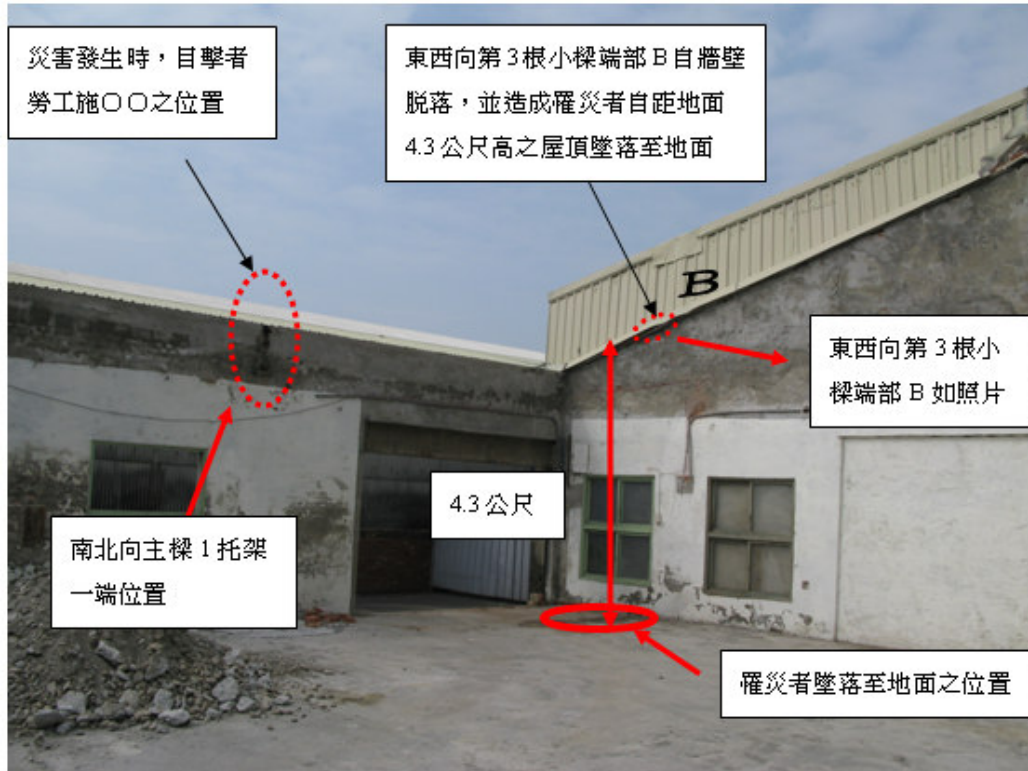 災害發生時，目擊者
勞工施〇〇之位置
東西向第3根小樑端部B自牆壁
脫落，並造成罹災者自距地面
4.3公尺高之屋頂墜落至地面
B
東西向第3根小
樑端部B如照片
4.3公尺
南北向主樑1托架
一端位置
罹災者墜落至地面之位置